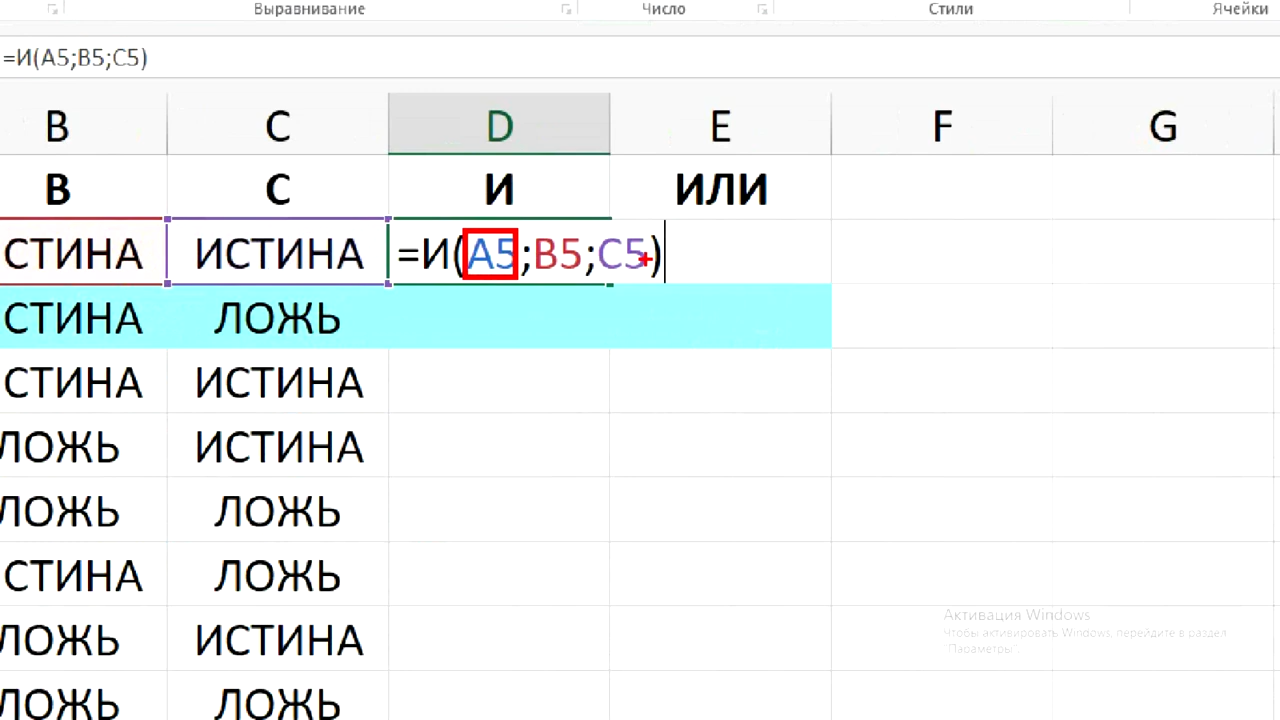 Выравнивание Число Стили Ячейки
=И(A5;B5;C5)
B C D E F G
B C И ИЛИ
СТИНА ИСТИНА =И(A5;B5;C5)
СТИНА ЛОЖЬ
СТИНА ИСТИНА
ЛОЖЬ ИСТИНА
ЛОЖЬ ЛОЖЬ
СТИНА ЛОЖЬ
ЛОЖЬ ИСТИНА
ЛОЖЬ ЛОЖЬ
Активация Windows
Чтобы активировать Windows, перейдите в раздел
"Параметры".